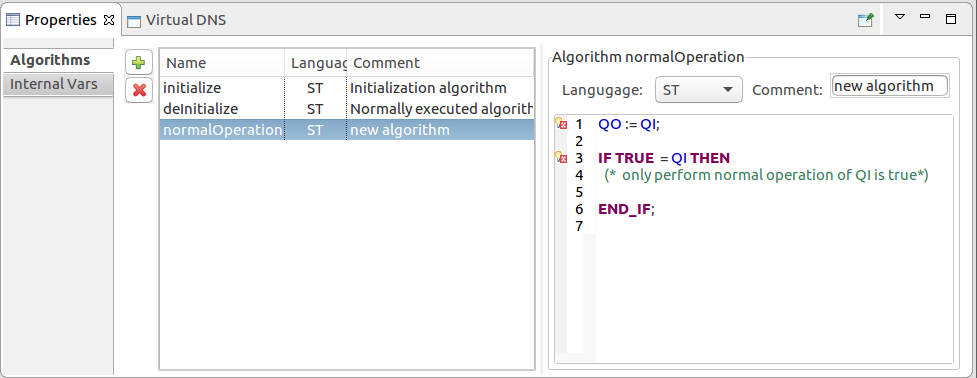 Properties Virtual DNS
Algorithms
Internal Vars
Name Languag Comment
initialize ST Initialization algorithm
deInitialize ST Normally executed algorith
normalOperation ST new algorithm
Algorithm normalOperation
Langugage: ST Comment: new algorithm
1 QO := QI;
2
3 IF TRUE = QI THEN
4 (* only perform normal operation of QI is true*)
5
6 END_IF;
7